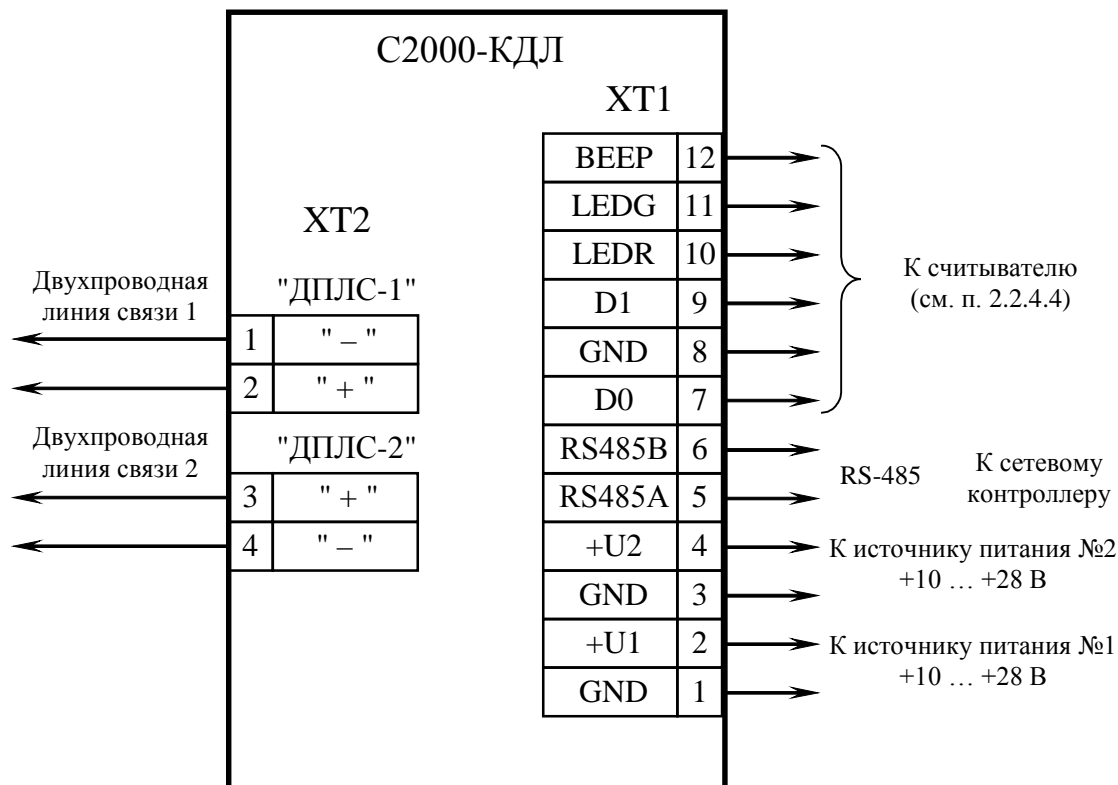 С2000-КДЛ
XT1
BEEP 12
LEDG 11
LEDR 10
D1 9
GND 8
D0 7
RS485B 6
RS485A 5
+U2 4
GND 3
+U1 2
GND 1
К считывателю
(см. п. 2.2.4.4)
RS-485
К сетевому
контроллеру
К источнику питания №2
+10 … +28 В
К источнику питания №1
+10 … +28 В
XT2
"ДПЛС-1"
1 " – "
2 " + "
"ДПЛС-2"
3 " + "
4 " – "
Двухпроводная
линия связи 1
Двухпроводная
линия связи 2